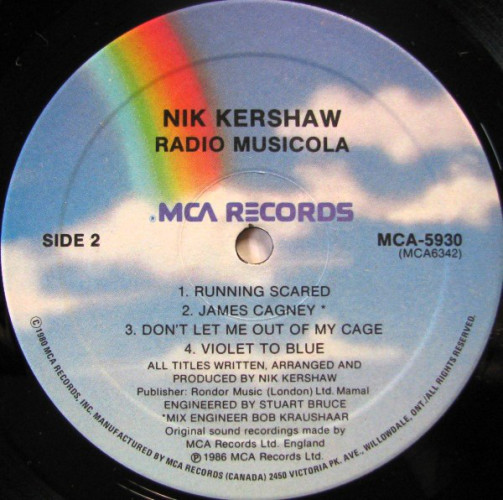 NIK KERSHAW
RADIO MUSICOLA
MCA RECORDS
SIDE 2
MCA-5930
(MCA6342)
1. RUNNING SCARED
2. JAMES CAGNEY *
3. DON'T LET ME OUT OF MY CAGE
4. VIOLET TO BLUE
ALL TITLES WRITTEN, ARRANGED AND
PRODUCED BY NIK KERSHAW
Publisher: Rondor Music (London) Ltd. Mamal
ENGINEERED BY STUART BRUCE
*MIX ENGINEER BOB KRAUSHAAR
Original sound recordings made by
MCA Records Ltd. England
Ⓟ 1986 MCA Records Ltd.
© 1980 MCA RECORDS, INC. MANUFACTURED BY MCA RECORDS (CANADA) 2450 VICTORIA PK. AVE., WILLOWDALE, ONT./ALL RIGHTS RESERVED.